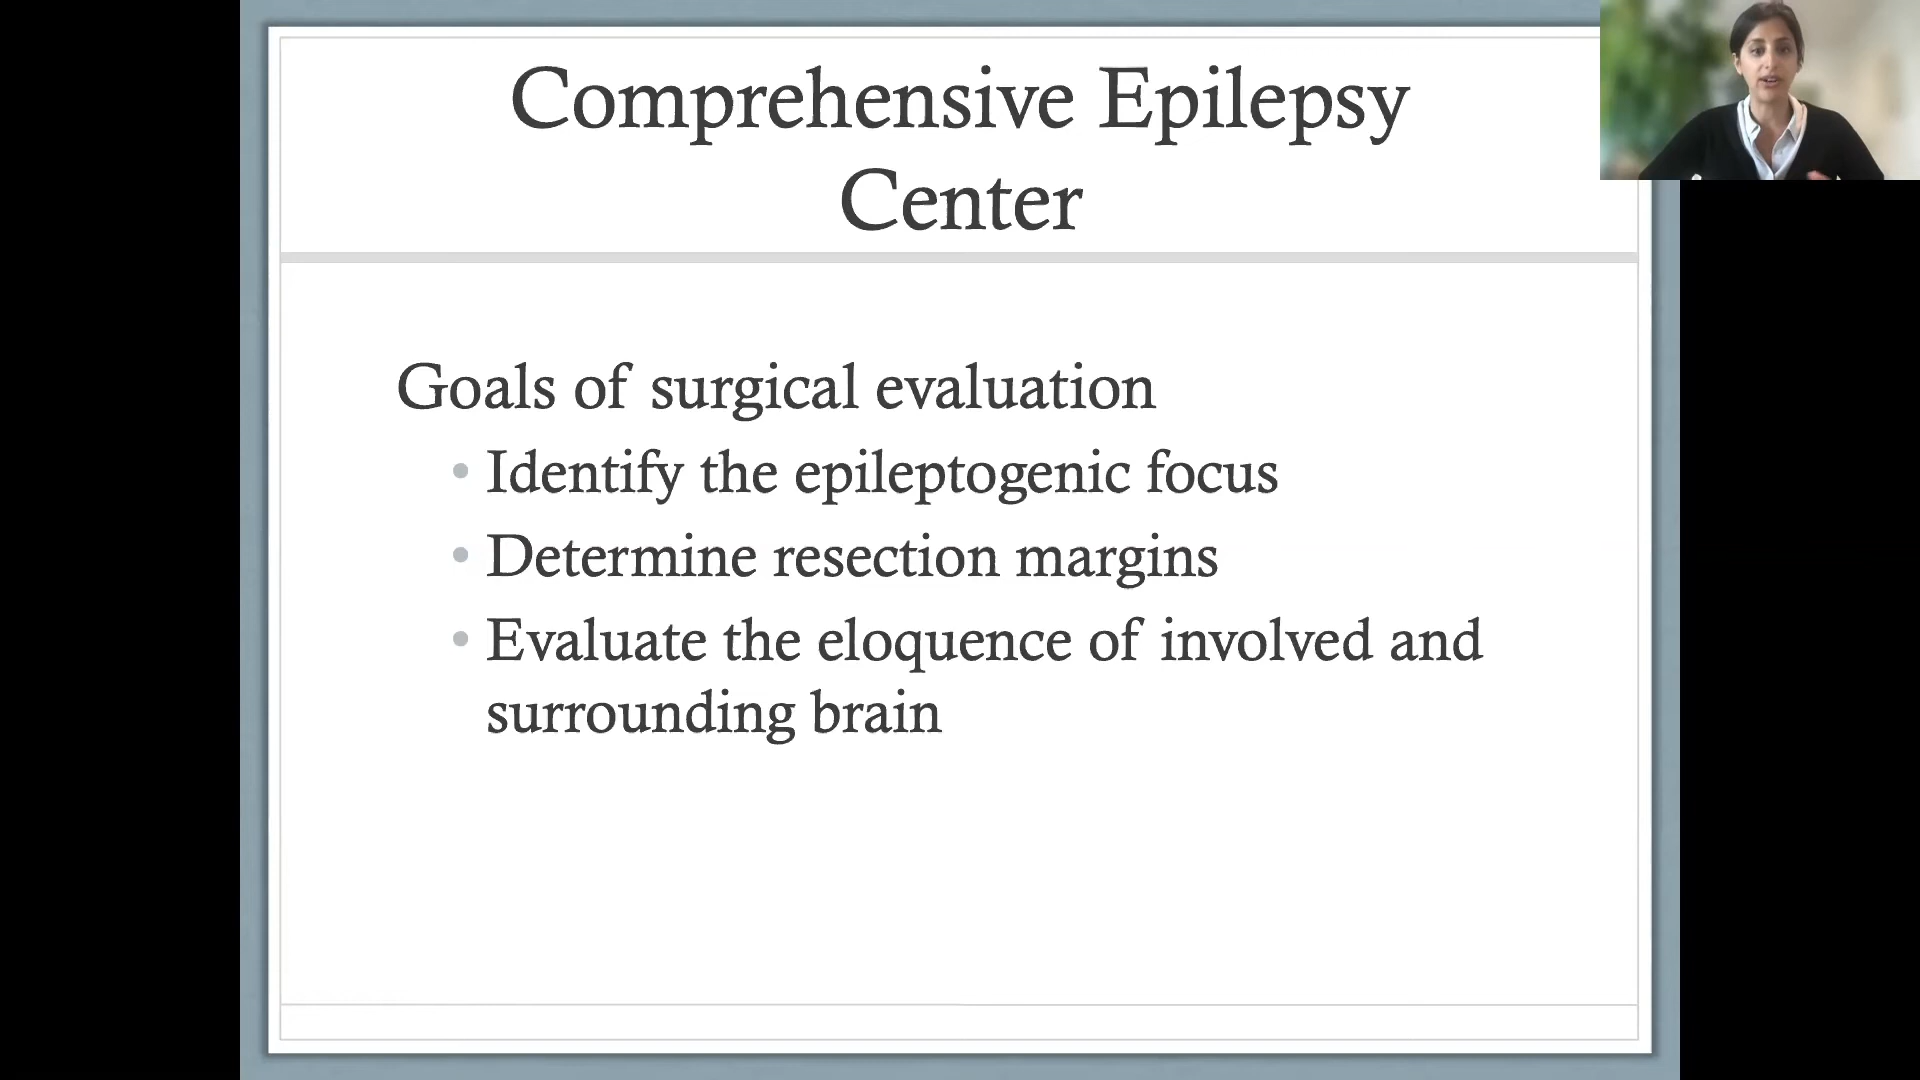 Comprehensive Epilepsy
Center
Goals of surgical evaluation
• Identify the epileptogenic focus
• Determine resection margins
• Evaluate the eloquence of involved and
surrounding brain